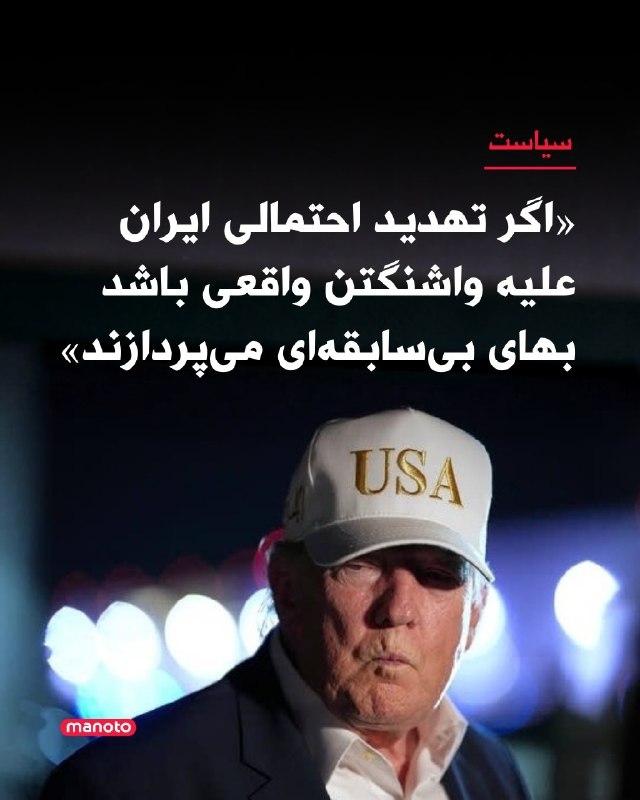 سیاست
«اگر تهدید احتمالی ایران
علیه واشنگتن واقعی باشد
بهای بی‌سابقه‌ای می‌پردازند»
USA
manoto